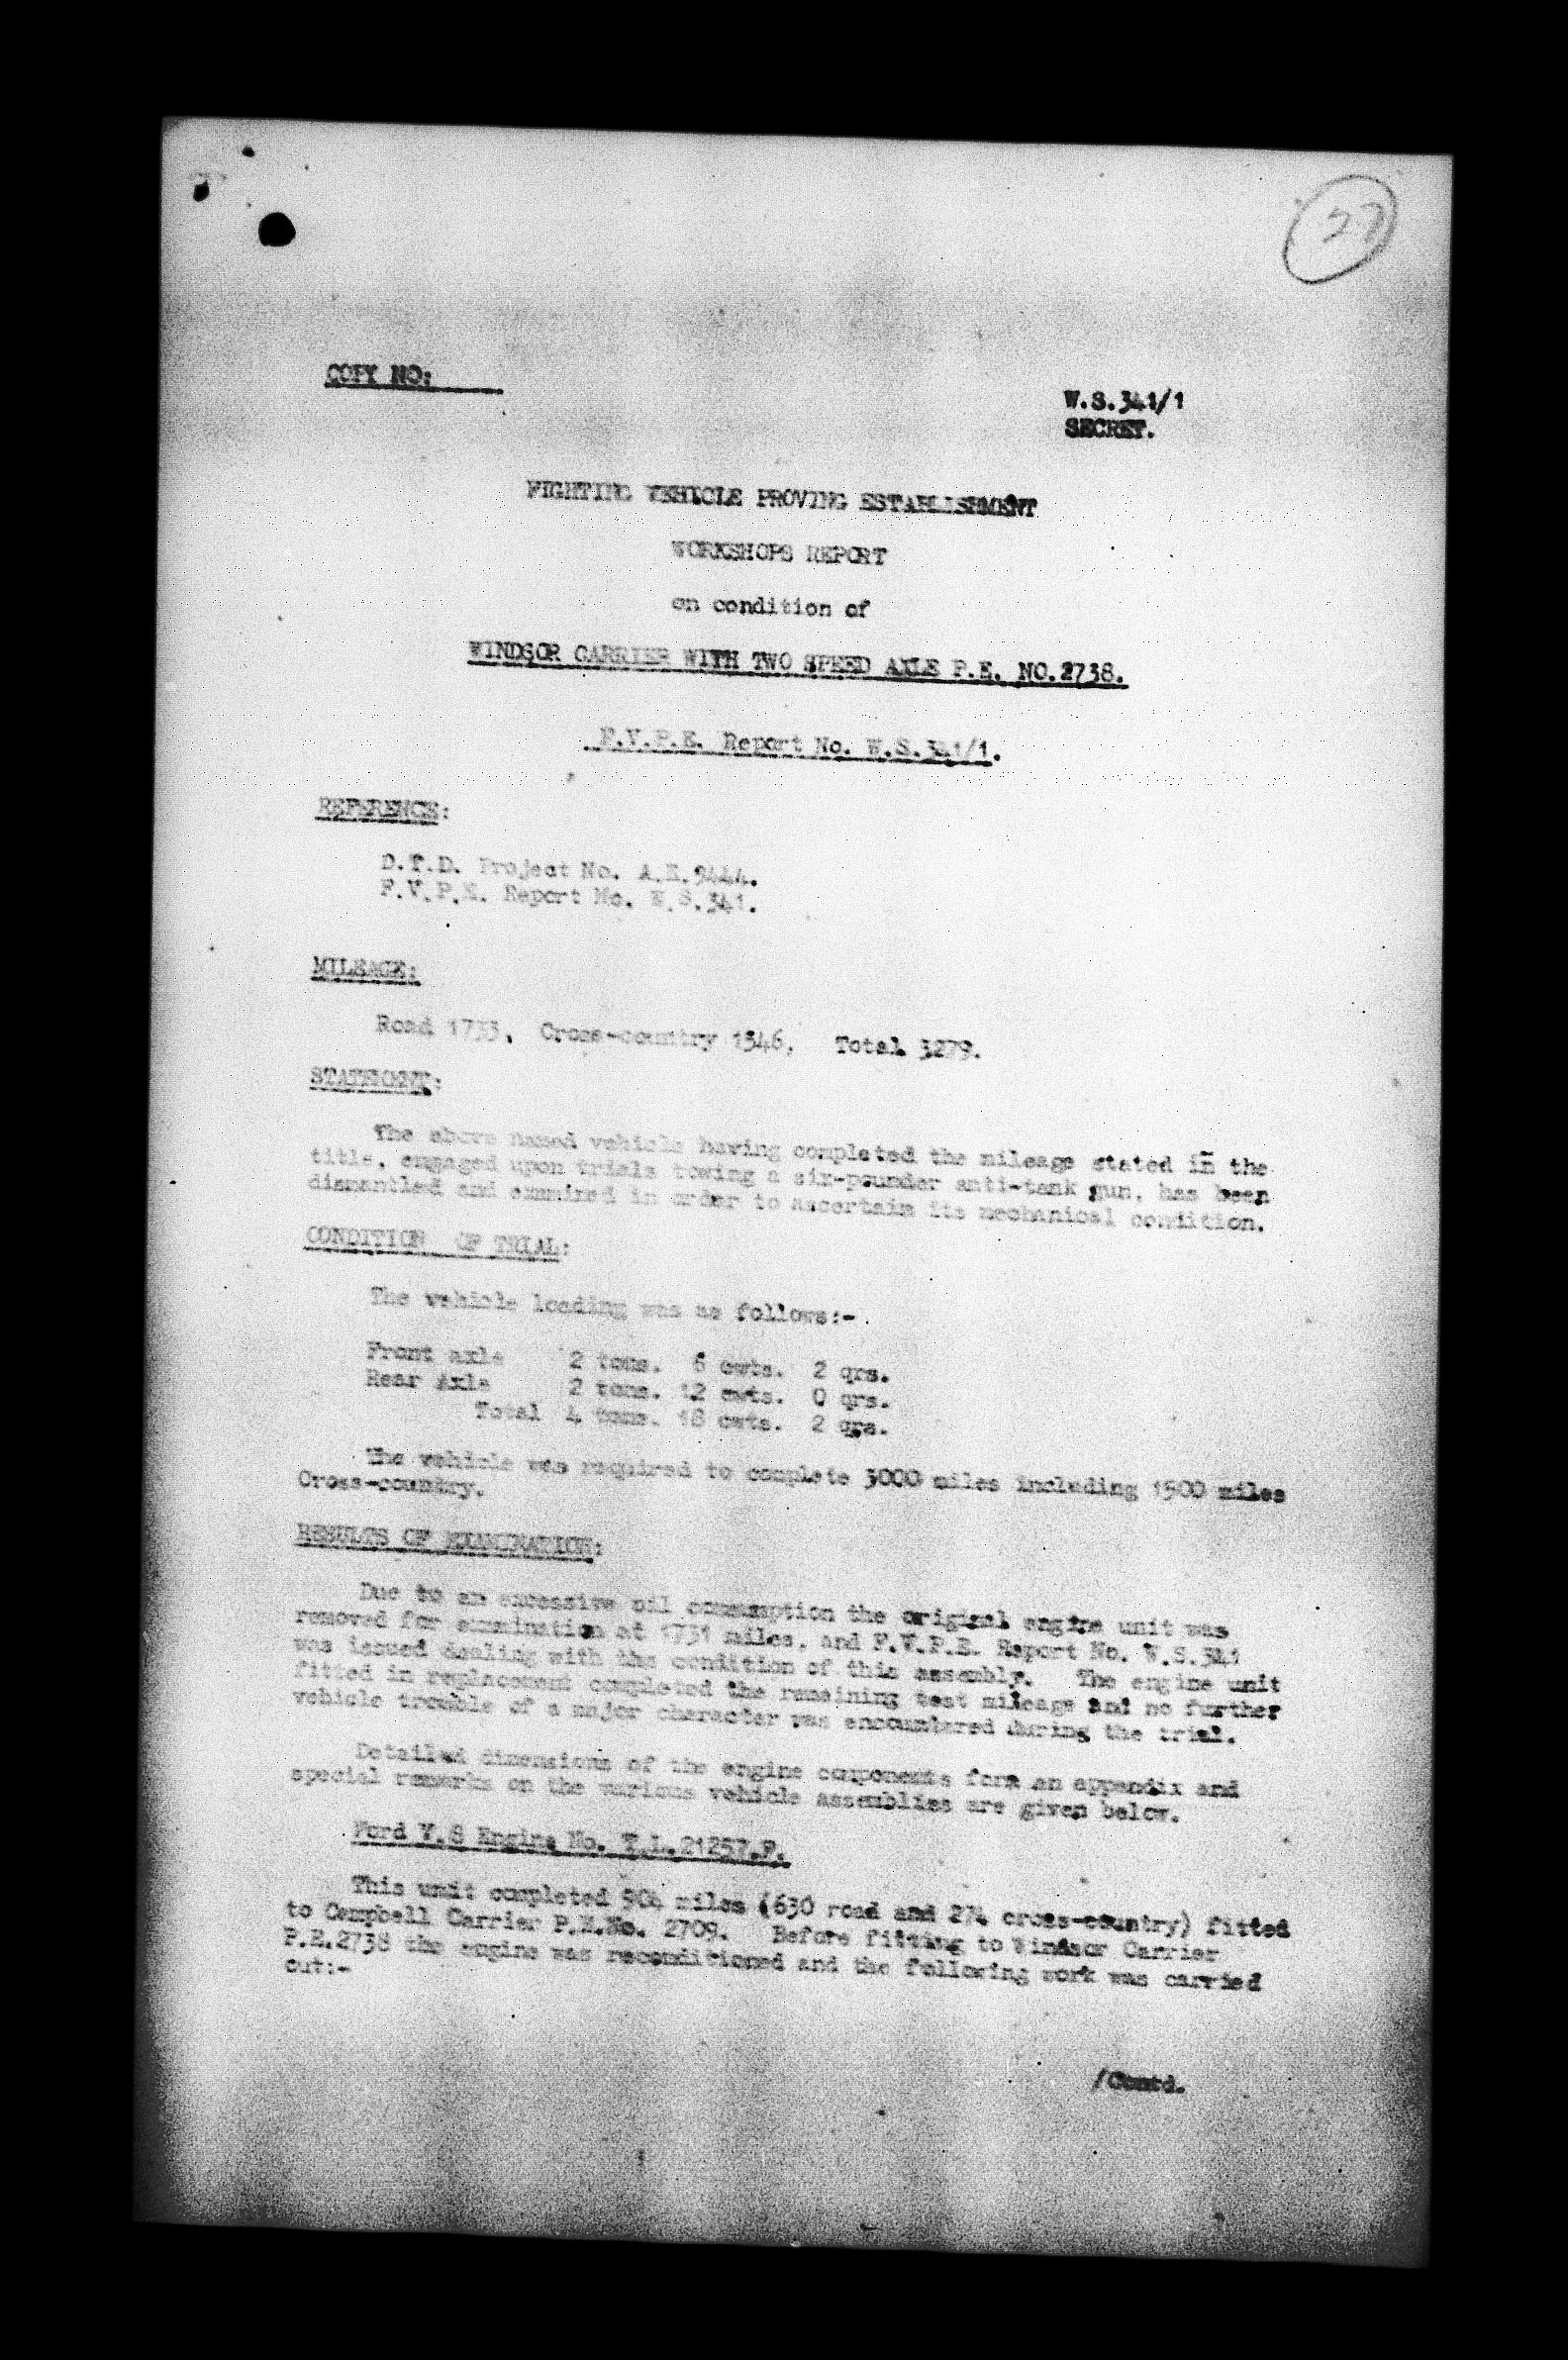 27
COPY NO:
W.S.341/1
SECRET.
FIGHTING VEHICLE PROVING ESTABLISHMENT
WORKSHOPS REPORT
on condition of
WINDSOR CARRIER WITH TWO SPEED AXLE P.E. NO.2738.
F.V.P.E. Report No. W.S.341/1.
REFERENCE:
D.T.D. Project No. A.E.9444.
F.V.P.E. Report No. W.S.341.
MILEAGE:
Road 1733, Cross-country 1546, Total 3279.
STATEMENT:
The above named vehicle having completed the mileage stated in the
title, engaged upon trials towing a six-pounder anti-tank gun, has been
dismantled and examined in order to ascertain its mechanical condition.
CONDITION OF TRIAL:
The vehicle loading was as follows:-
Front axle 2 tons. 6 cwts. 2 qrs.
Rear Axle 2 tons. 12 cwts. 0 qrs.
Total 4 tons. 18 cwts. 2 qrs.
The vehicle was required to complete 3000 miles including 1500 miles
Cross-country.
RESULTS OF EXAMINATION:
Due to an excessive oil consumption the original engine unit was
removed for examination at 1731 miles, and F.V.P.E. Report No. W.S.341
was issued dealing with the condition of this assembly. The engine unit
fitted in replacement completed the remaining test mileage and no further
vehicle trouble of a major character was encountered during the trial.
Detailed dimensions of the engine components form an appendix and
special remarks on the various vehicle assemblies are given below.
Ford V.8 Engine No. T.L.21257.F.
This unit completed 904 miles (630 road and 274 cross-country) fitted
to Campbell Carrier P.E.No. 2709. Before fitting to Windsor Carrier
P.E.2738 the engine was reconditioned and the following work was carried
out:-
/Contd.